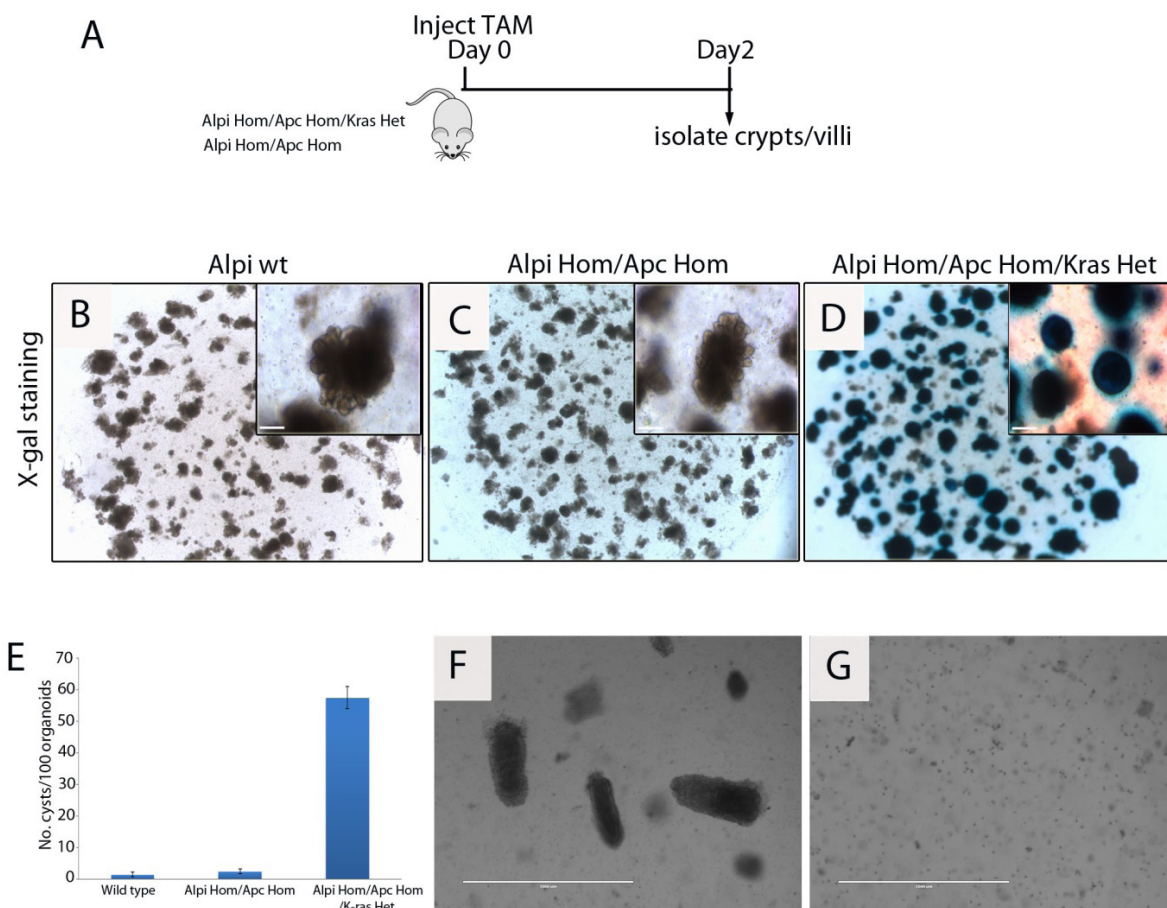 A
Inject TAM
Day 0
Day2
Alpi Hom/Apc Hom/Kras Het
Alpi Hom/Apc Hom
isolate crypts/villi
Alpi wt
Alpi Hom/Apc Hom
Alpi Hom/Apc Hom/Kras Het
X-gal staining
B
C
D
E
F
G
No. cysts/100 organoids
70
60
50
40
30
20
10
0
Wild type
Alpi Hom/Apc Hom
Alpi Hom/Apc Hom
/K-ras Het